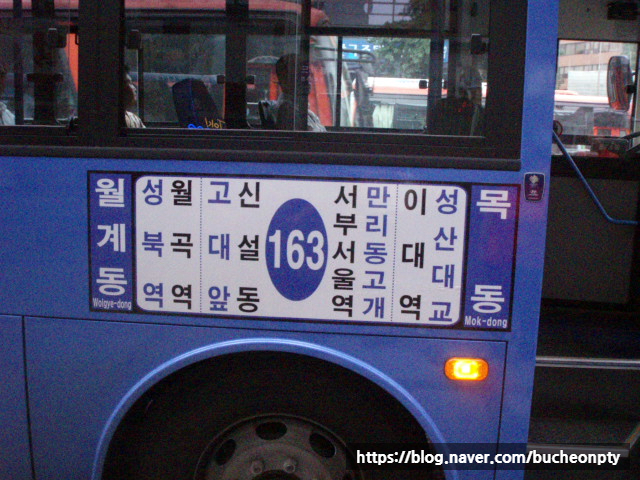 월계동
Wolgye-dong
성북역
월곡역
고대앞
신설동
163
서부서울역
만리동고개
이대역
성산대교
목동
Mok-dong
https://blog.naver.com/bucheonpty